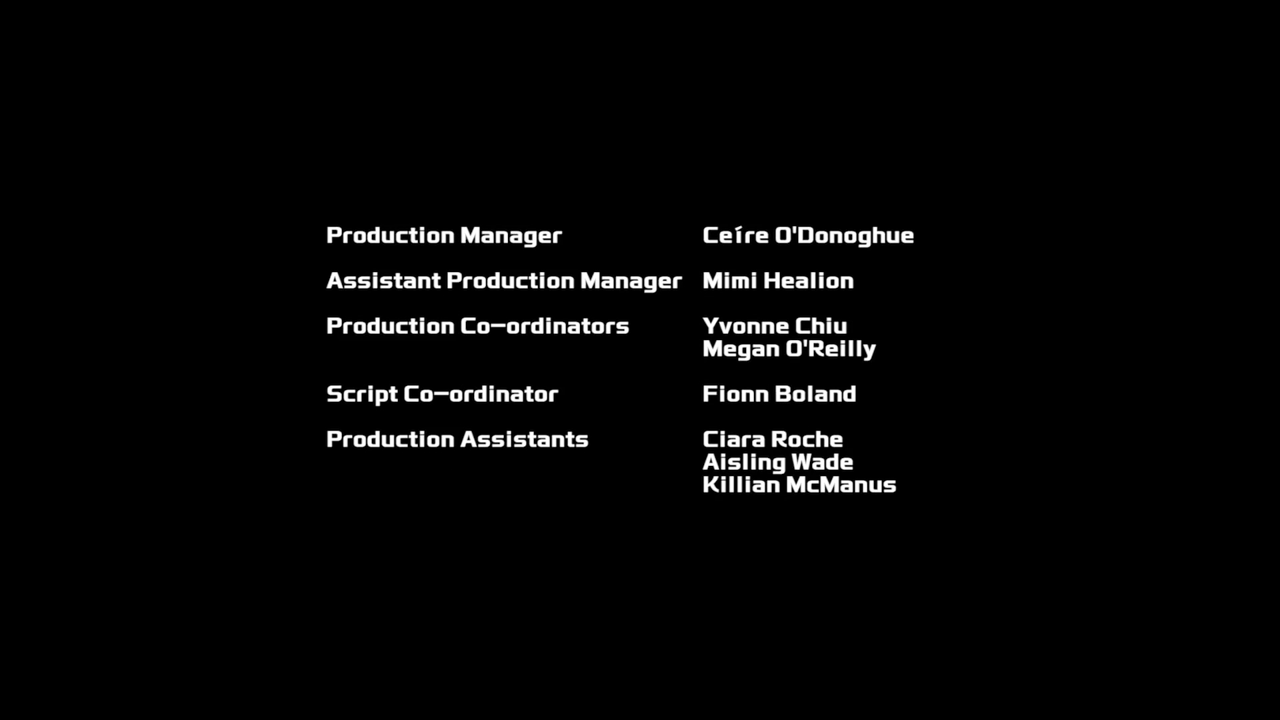 Production Manager Ceíre O'Donoghue
Assistant Production Manager Mimi Healion
Production Co-ordinators Yvonne Chiu
Megan O'Reilly
Script Co-ordinator Fionn Boland
Production Assistants Ciara Roche
Aisling Wade
Killian McManus